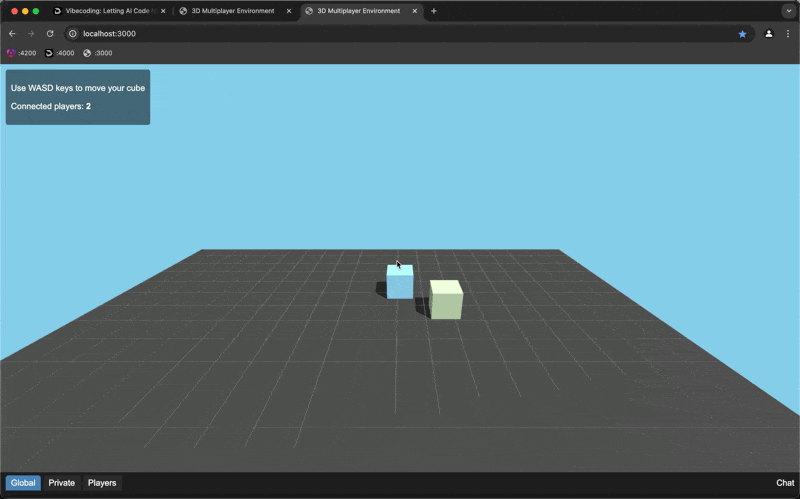 Vibecoding: Letting AI Code
3D Multiplayer Environment
3D Multiplayer Environment
localhost:3000
:4200
:4000
:3000
Use WASD keys to move your cube
Connected players: 2
Global
Private
Players
Chat